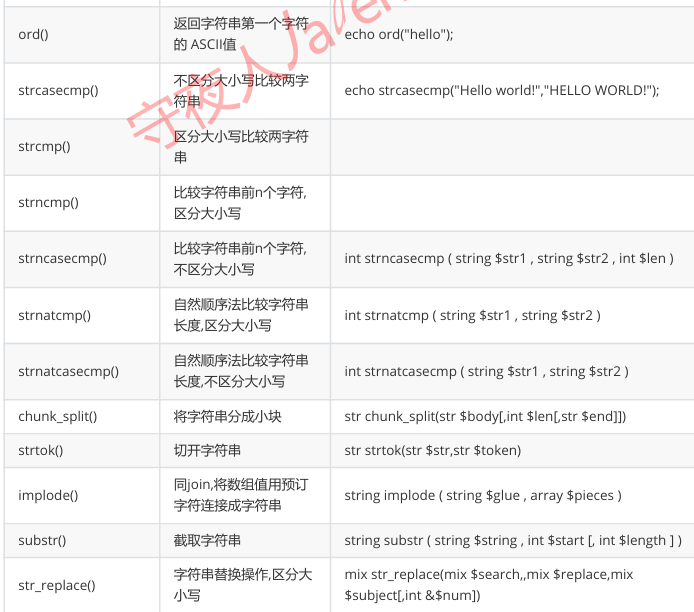 ord()
返回字符串第一个字符
的 ASCII值
echo ord("hello");
strcasecmp()
不区分大小写比较两字
符串
echo strcasecmp("Hello world!","HELLO WORLD!");
strcmp()
区分大小写比较两字符
串
strncmp()
比较字符串前n个字符,
区分大小写
strncasecmp()
比较字符串前n个字符,
不区分大小写
int strncasecmp ( string $str1 , string $str2 , int $len )
strnatcmp()
自然顺序法比较字符串
长度,区分大小写
int strnatcmp ( string $str1 , string $str2 )
strnatcasecmp()
自然顺序法比较字符串
长度,不区分大小写
int strnatcasecmp ( string $str1 , string $str2 )
chunk_split()
将字符串分成小块
str chunk_split(str $body[,int $len[,str $end]])
strtok()
切开字符串
str strtok(str $str,str $token)
implode()
同join,将数组值用预订
字符连接成字符串
string implode ( string $glue , array $pieces )
substr()
截取字符串
string substr ( string $string , int $start [, int $length ] )
str_replace()
字符串替换操作,区分大
小写
mix str_replace(mix $search,,mix $replace,mix
$subject[,int &$num])
守夜人